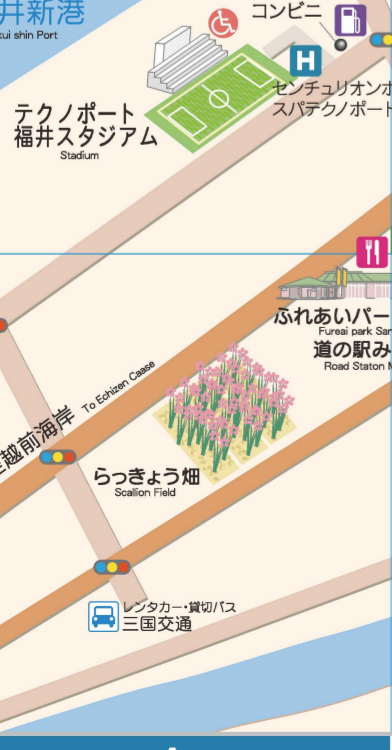 井新港
kui shin Port
コンビニ
H
センチュリオンホ
スパテクノポート
テクノポート
福井スタジアム
Stadium
ふれあいパー
Fureai park Sar
道の駅み
Road Staton M
越前海岸 To Echizen Caase
らっきょう畑
Scallion Field
レンタカー・貸切バス
三国交通